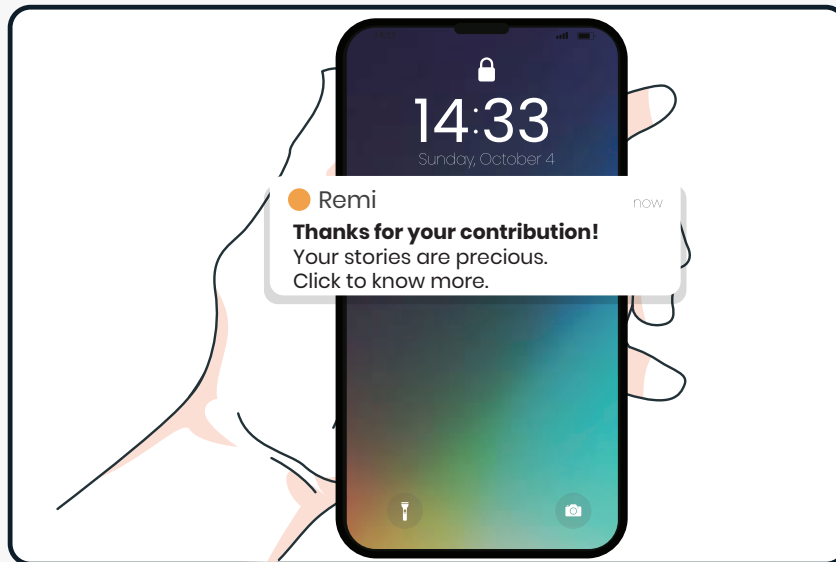 14:33
Sunday, October 4
Remi
now
Thanks for your contribution!
Your stories are precious.
Click to know more.